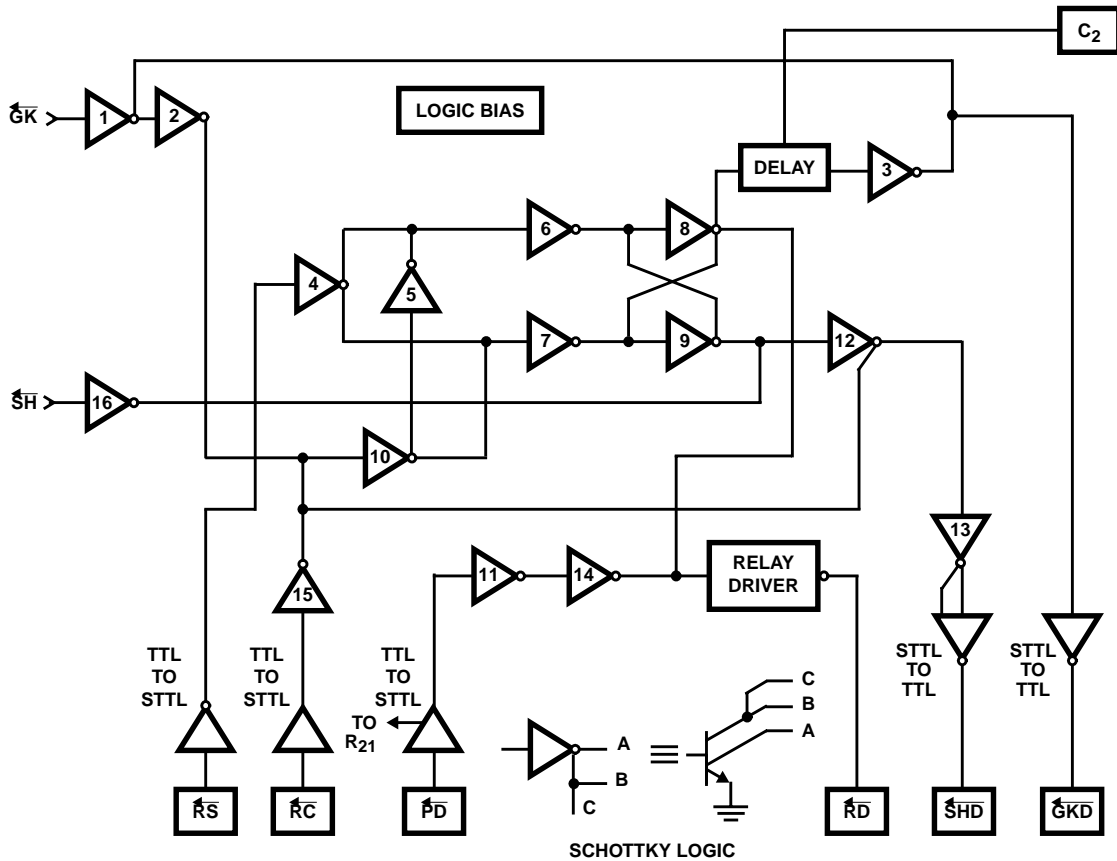 C2
GK
1
2
LOGIC BIAS
DELAY
3
6
8
4
5
7
9
12
SH
16
10
13
11
14
RELAY
DRIVER
15
TTL
TO
STTL
TTL
TO
STTL
TTL
TO
STTL
TO
R21
STTL
TO
TTL
STTL
TO
TTL
A
B
C
C
B
A
RS
RC
PD
RD
SHD
GKD
SCHOTTKY LOGIC